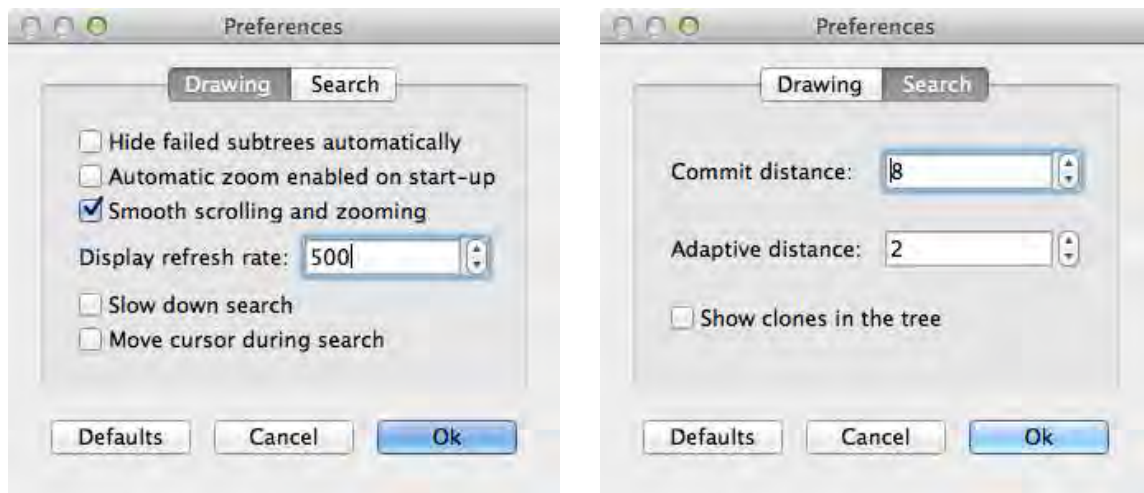 Preferences
Drawing Search
Hide failed subtrees automatically
Automatic zoom enabled on start-up
Smooth scrolling and zooming
Display refresh rate: 500
Slow down search
Move cursor during search
Defaults Cancel Ok
Preferences
Drawing Search
Commit distance: 8
Adaptive distance: 2
Show clones in the tree
Defaults Cancel Ok